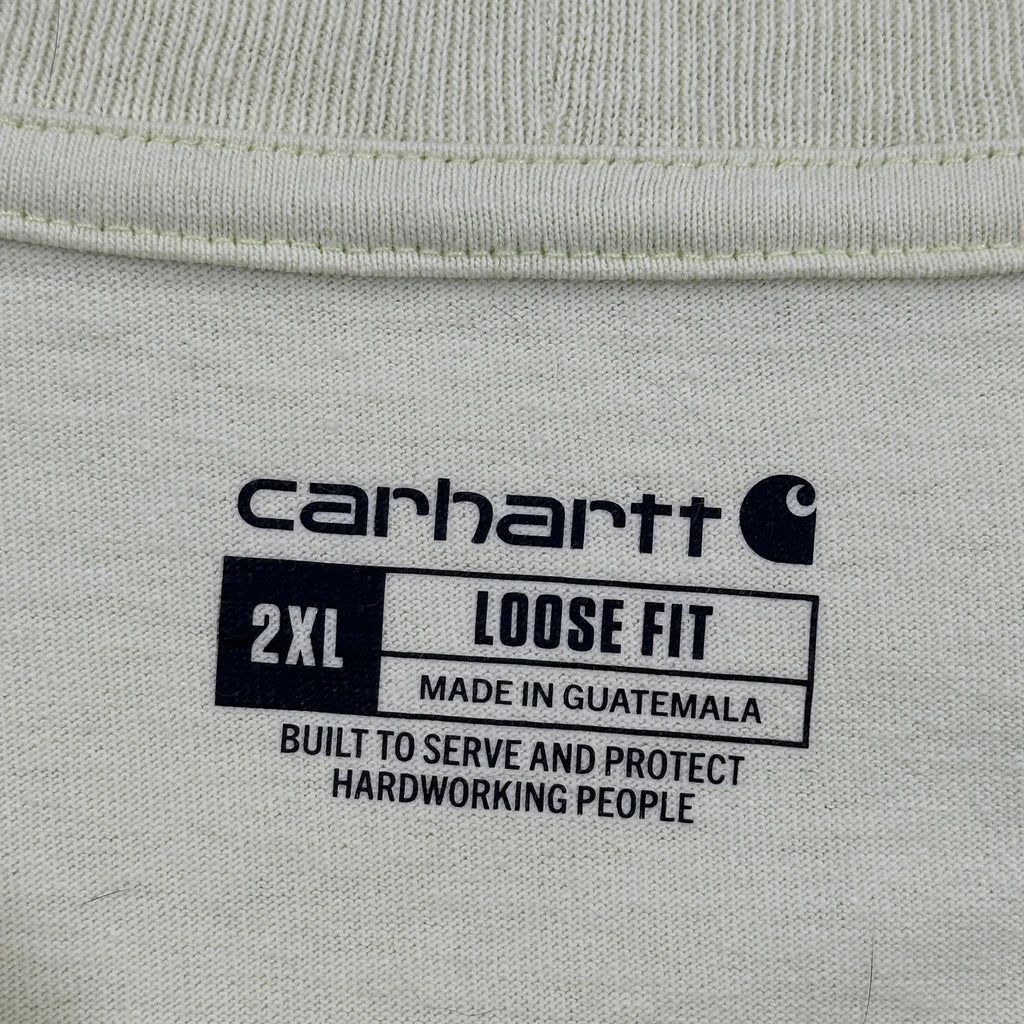 carhartt
2XL
LOOSE FIT
MADE IN GUATEMALA
BUILT TO SERVE AND PROTECT
HARDWORKING PEOPLE